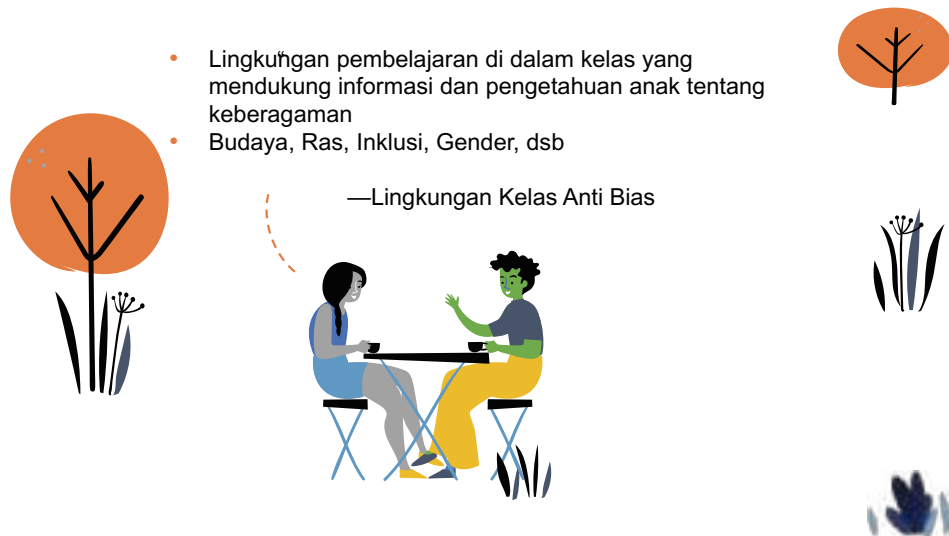 “
• Lingkungan pembelajaran di dalam kelas yang
mendukung informasi dan pengetahuan anak tentang
keberagaman
• Budaya, Ras, Inklusi, Gender, dsb
—Lingkungan Kelas Anti Bias